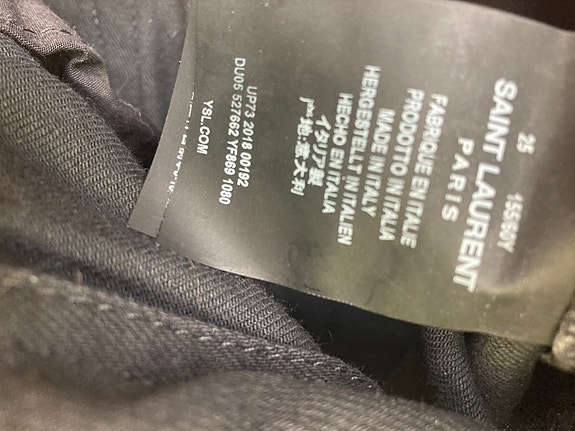 25 155/60Y
SAINT LAURENT
PARIS
FABRIQUE EN ITALIE
PRODOTTO IN ITALIA
MADE IN ITALY
HERGESTELLT IN ITALIEN
HECHO EN ITALIA
イタリア製
产地意大利
UP73 2018 00192
DU05 527662 YF869 1080
YSL.COM